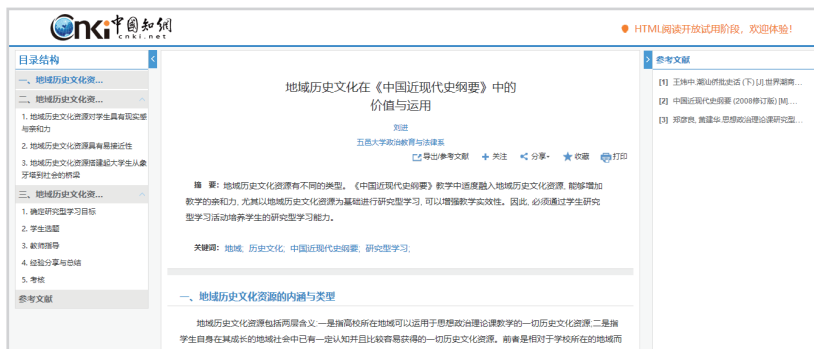 Cnki 中国知网
cnki.net
HTML阅读开放试用阶段，欢迎体验！
目录结构
一、地域历史文化资...
二、地域历史文化资...
1. 地域历史文化资源对学生具有现实感
与亲和力
2. 地域历史文化资源具有易接近性
3. 地域历史文化资源搭建起大学生从象
牙塔到社会的桥梁
三、地域历史文化资...
1. 确定研究型学习目标
2. 学生选题
3. 教师指导
4. 经验分享与总结
5. 考核
参考文献
地域历史文化在《中国近现代史纲要》中的
价值与运用
刘进
五邑大学政治教育与法律系
导出/参考文献 + 关注 分享 收藏 打印
摘 要: 地域历史文化资源有不同的类型。《中国近现代史纲要》教学中适度融入地域历史文化资源, 能够增加
教学的亲和力, 尤其以地域历史文化资源为基础进行研究型学习, 可以增强教学实效性。因此, 必须通过学生研究
型学习活动培养学生的研究型学习能力。
关键词: 地域; 历史文化; 中国近现代史纲要; 研究型学习;
一、地域历史文化资源的内涵与类型
地域历史文化资源包括两层含义:一是指高校所在地域可以运用于思想政治理论课教学的一切历史文化资源,二是指
学生自身在其成长的地域社会中已有一定认知并且比较容易获得的一切历史文化资源。前者是相对于学校所在的地域而
参考文献
[1] 王炜中.潮汕侨批史话 (下) [J].世界潮商...
[2] 中国近现代史纲要 (2008修订版) [M]....
[3] 郑彦良, 黄建华.思想政治理论课研究型...